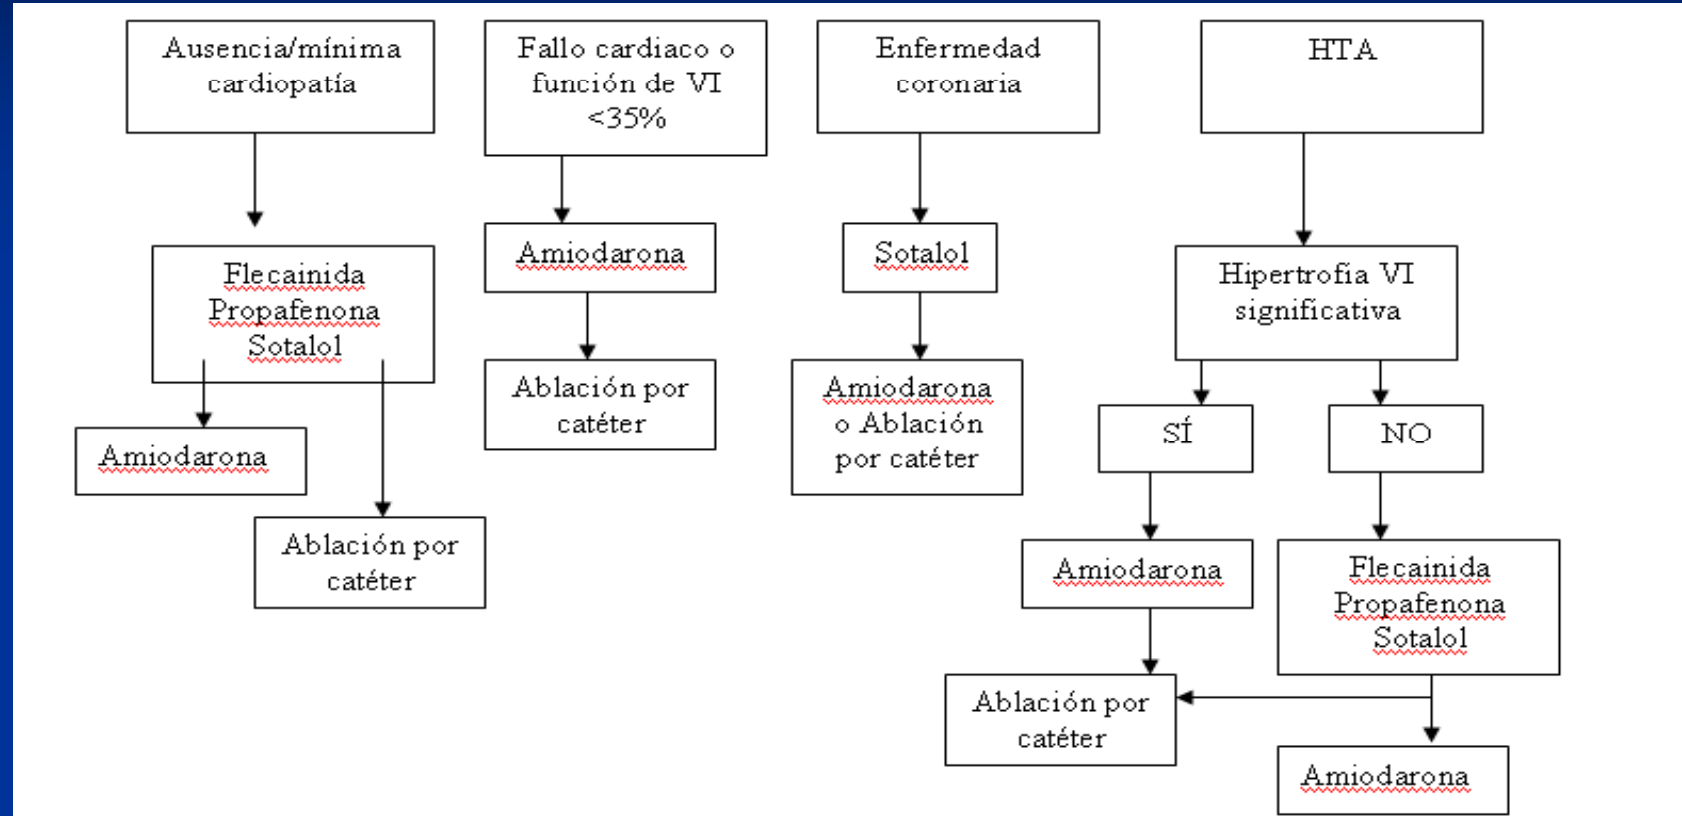 Ausencia/mínima
cardiopatía
Flecainida
Propafenona
Sotalol
Amiodarona
Ablación por
catéter
Fallo cardiaco o
función de VI
<35%
Amiodarona
Ablación por
catéter
Enfermedad
coronaria
Sotalol
Amiodarona
o Ablación
por catéter
HTA
Hipertrofía VI
significativa
SÍ
NO
Amiodarona
Flecainida
Propafenona
Sotalol
Ablación por
catéter
Amiodarona